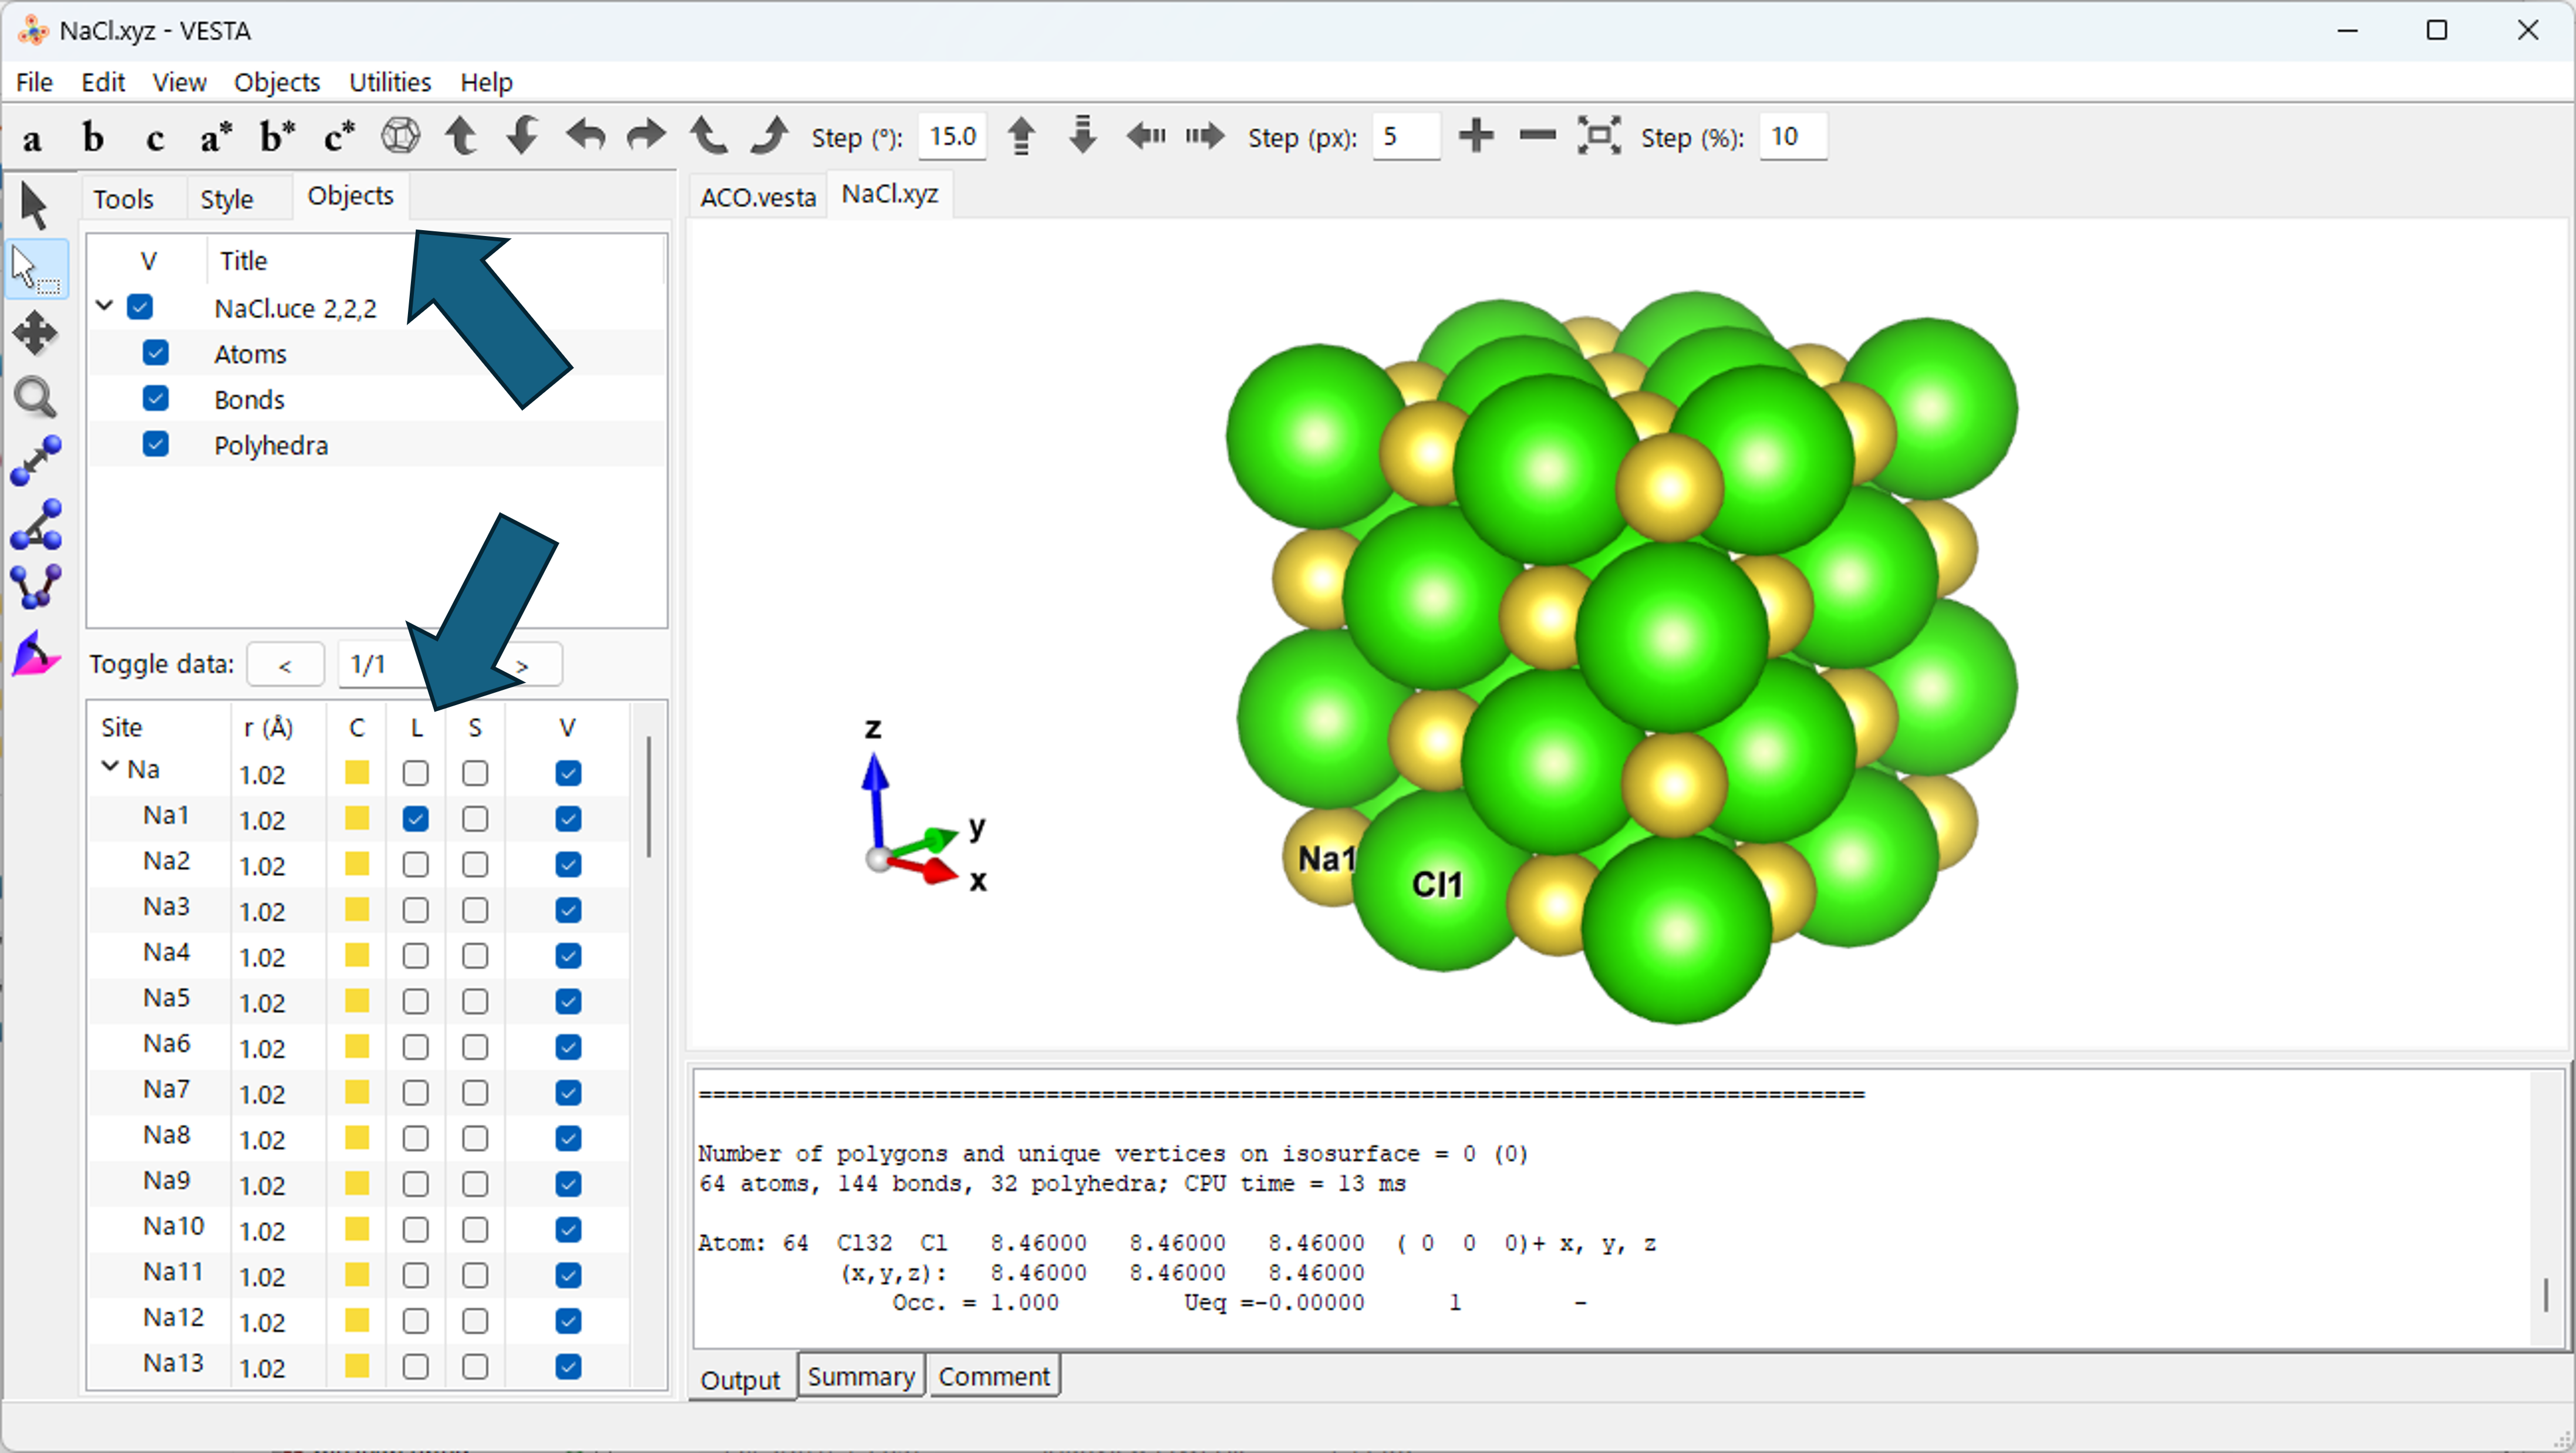 NaCl.xyz - VESTA
File Edit View Objects Utilities Help
a b c a* b* c* Step (°): 15.0 Step (px): 5 Step (%): 10
Tools Style Objects
ACO.vesta NaCl.xyz
V Title
NaCl.uce 2,2,2
Atoms
Bonds
Polyhedra
Toggle data: < 1/1 >
Site r (Å) C L S V
Na 1.02
Na1 1.02
Na2 1.02
Na3 1.02
Na4 1.02
Na5 1.02
Na6 1.02
Na7 1.02
Na8 1.02
Na9 1.02
Na10 1.02
Na11 1.02
Na12 1.02
Na13 1.02
z
y
x
Na1
Cl1
Number of polygons and unique vertices on isosurface = 0 (0)
64 atoms, 144 bonds, 32 polyhedra; CPU time = 13 ms
Atom: 64 Cl32 Cl 8.46000 8.46000 8.46000 ( 0 0 0)+ x, y, z
(x,y,z): 8.46000 8.46000 8.46000
Occ. = 1.000 Ueq =-0.00000 1 -
Output Summary Comment